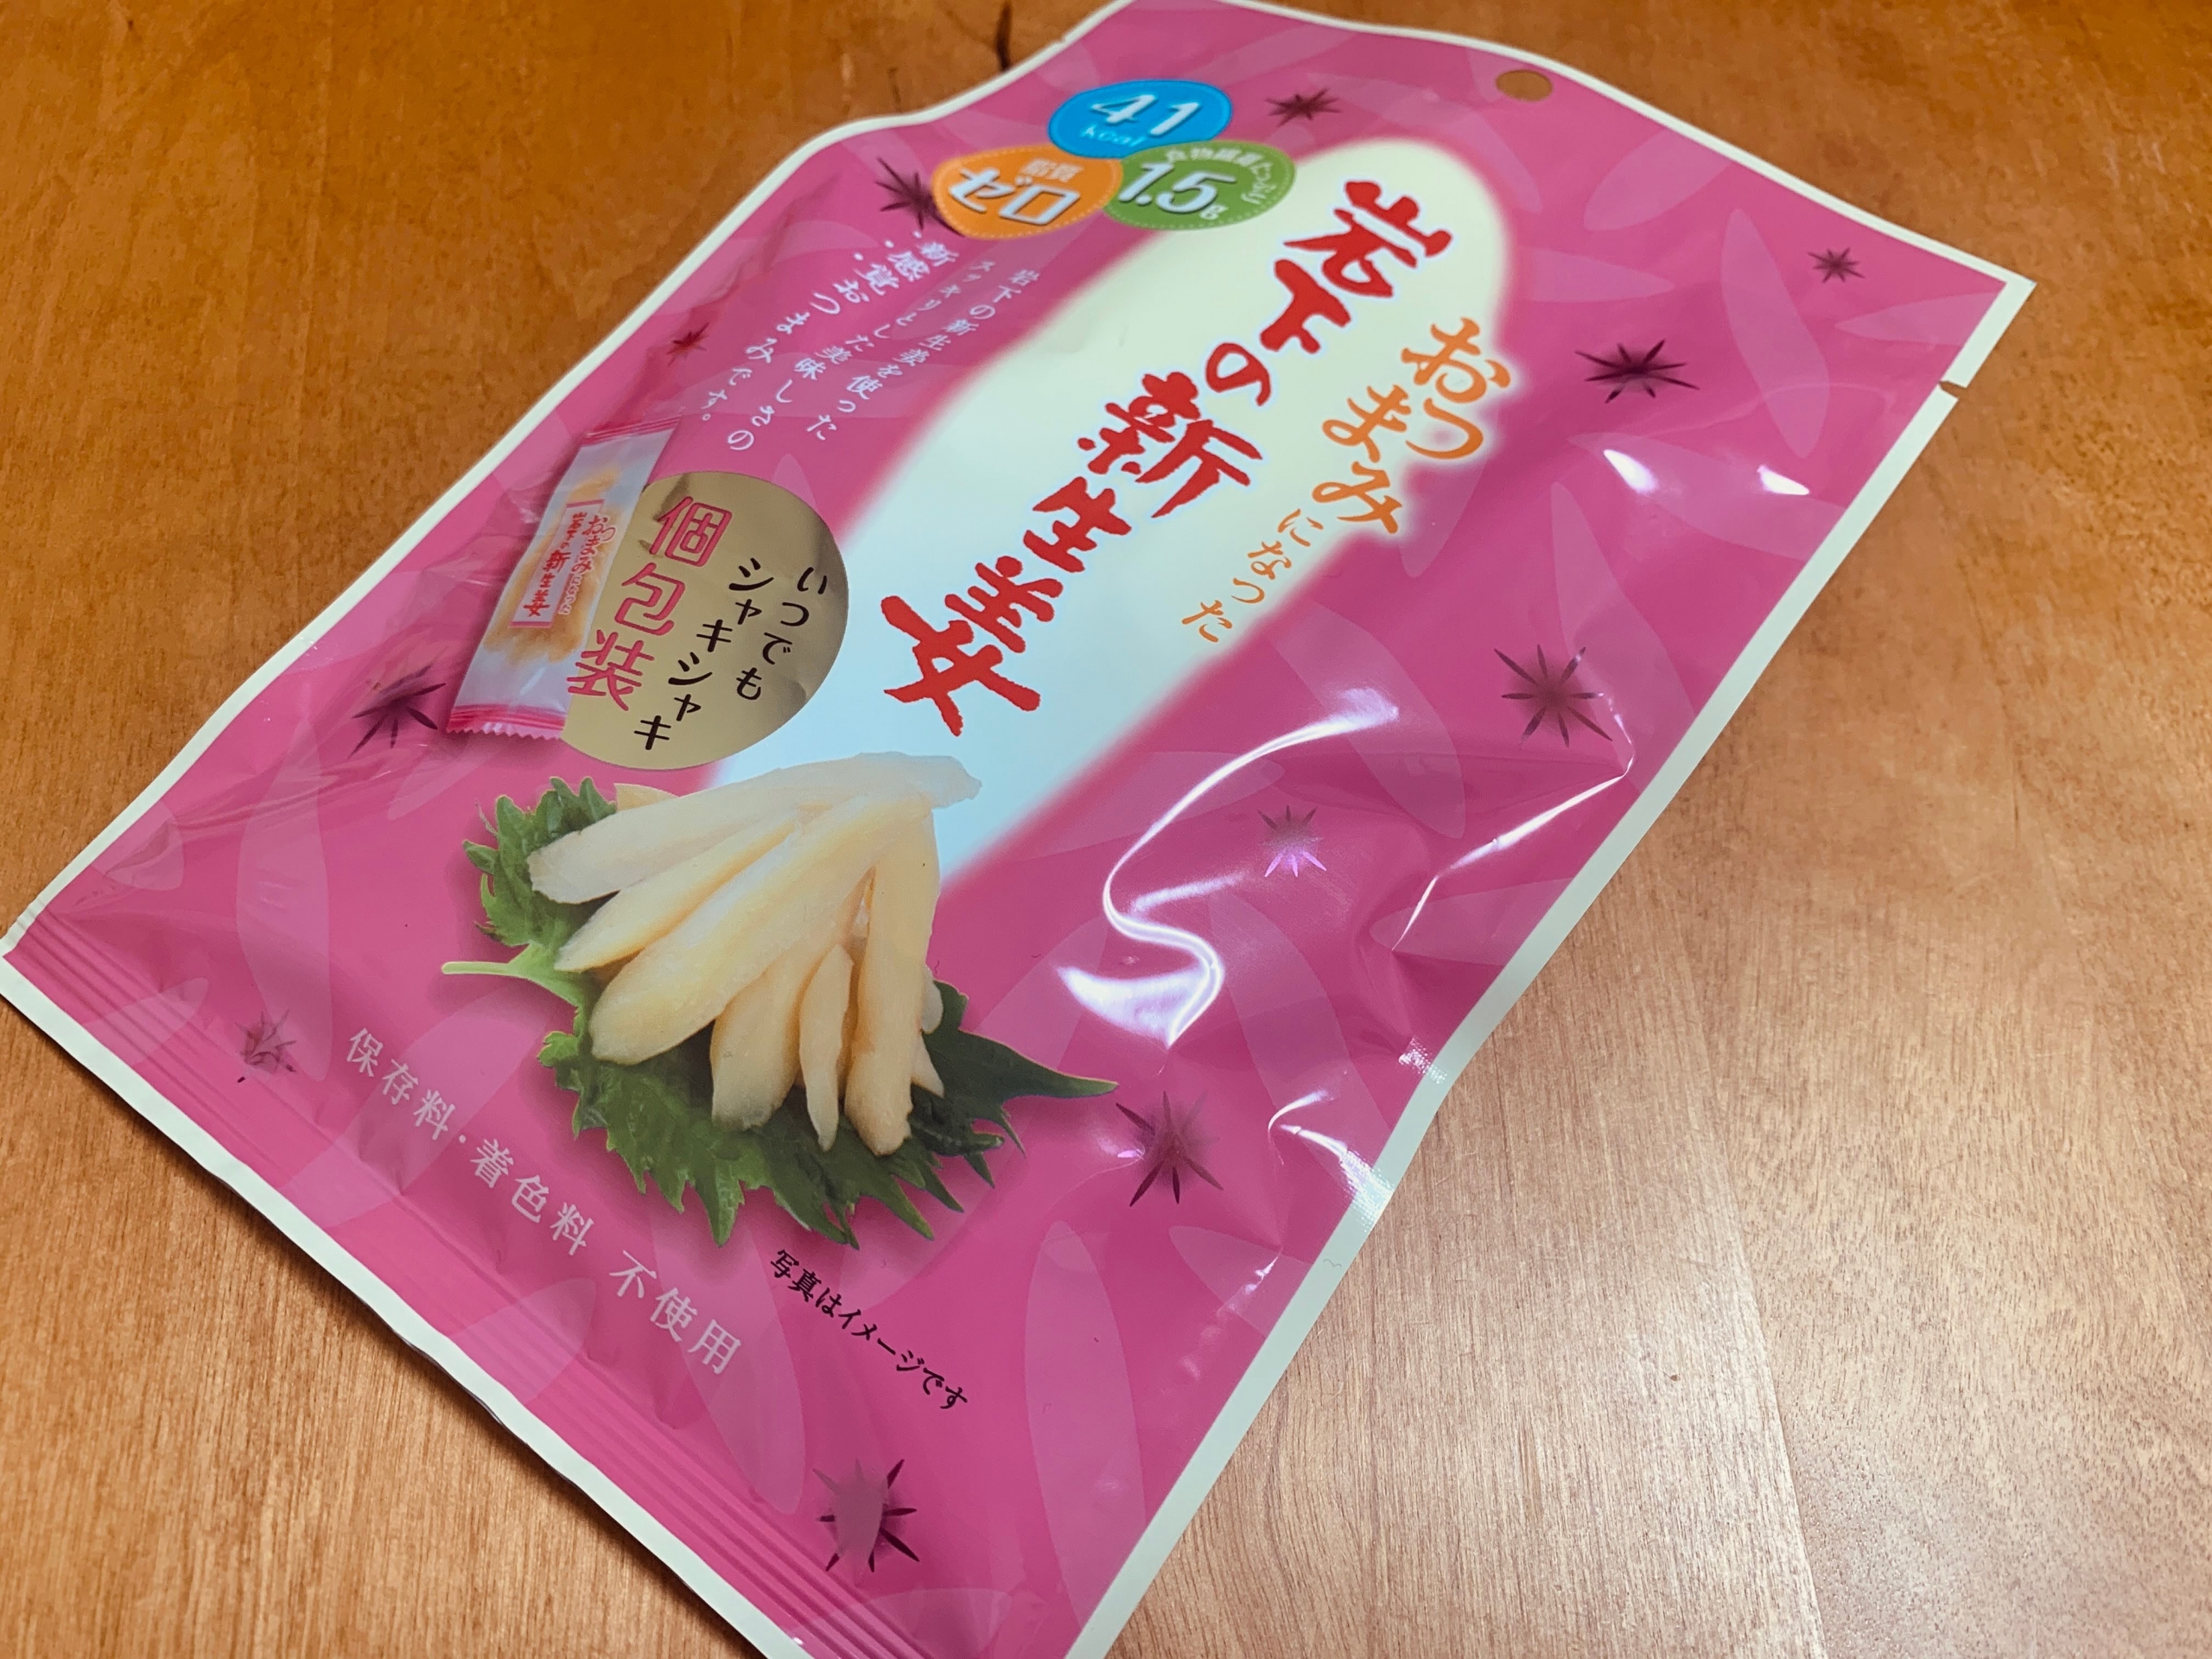 41
kcal
脂質
ゼロ
食物繊維たっぷり
1.5g
おつまみになった
岩下の新生姜
岩下の新生姜を使った
スッキリとした美味しさの
新感覚おつまみです。
いつでも
シャキシャキ
個包装
おつまみになった
岩下の新生姜
保存料・着色料 不使用
写真はイメージです